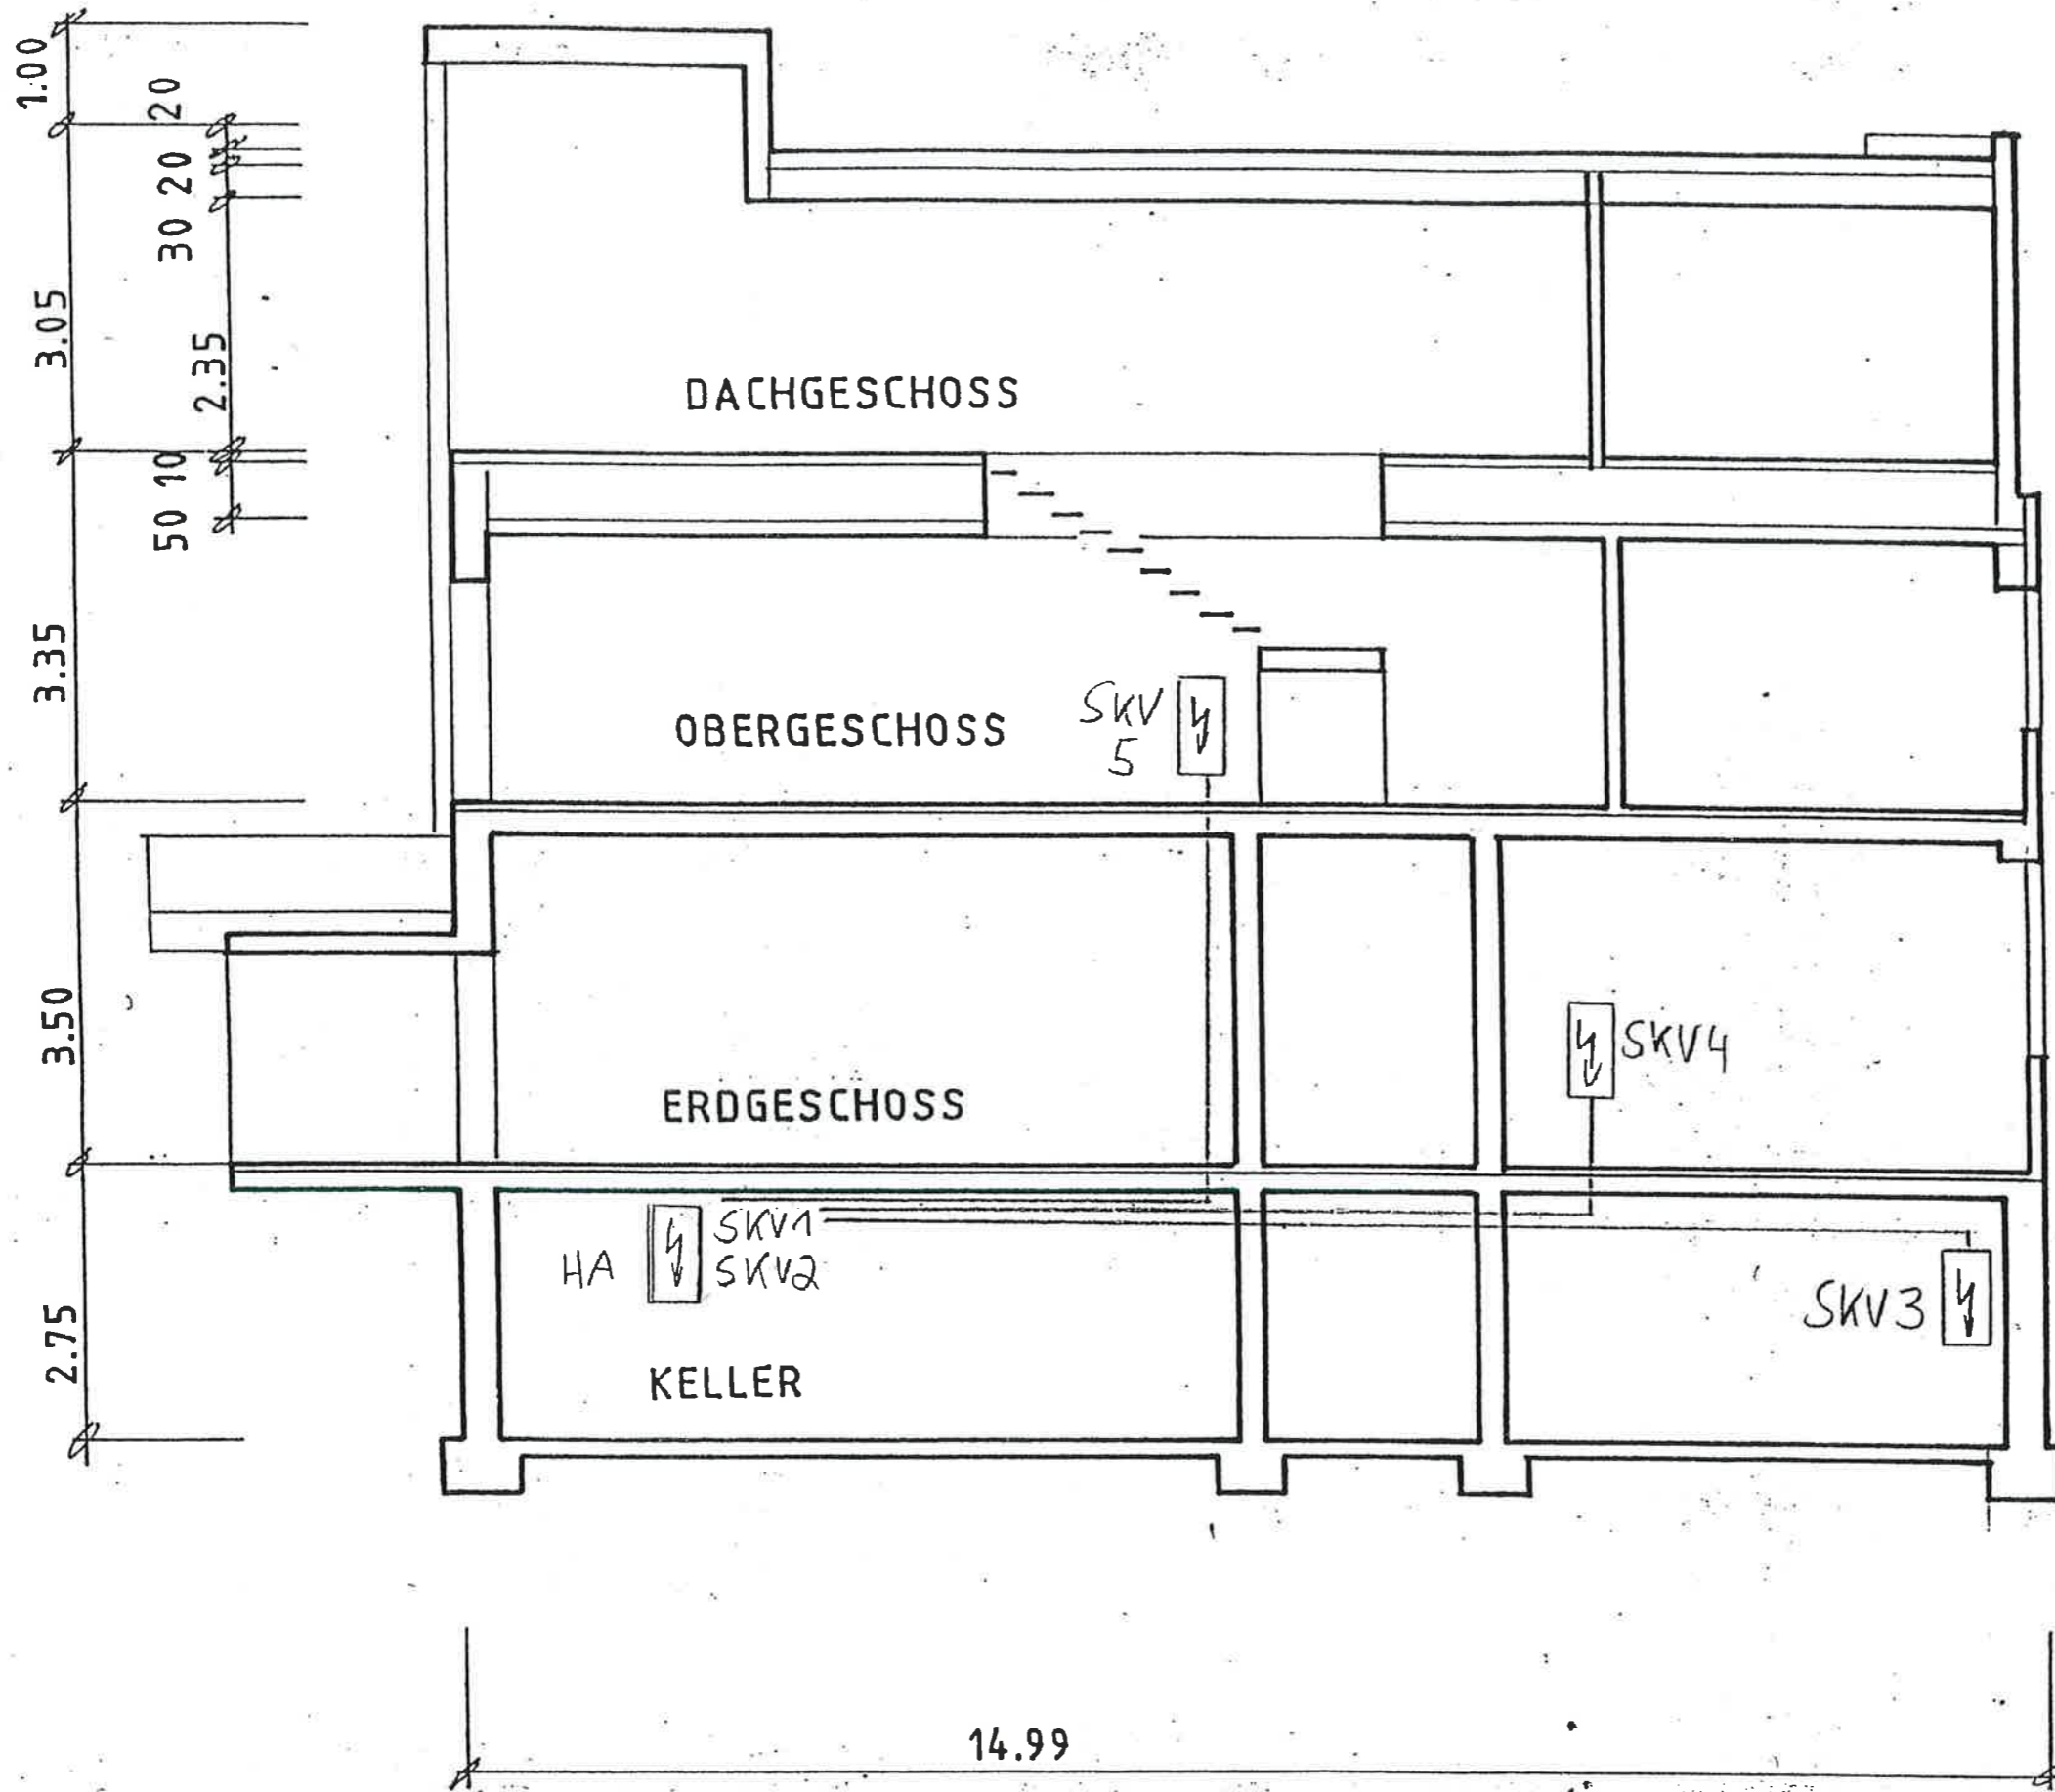 1.00
20
20
30
3.05
2.35
DACHGESCHOSS
10
50
3.35
SKV
5
OBERGESCHOSS
3.50
SKV4
ERDGESCHOSS
HA
SKV1
SKV2
SKV3
2.75
KELLER
14.99